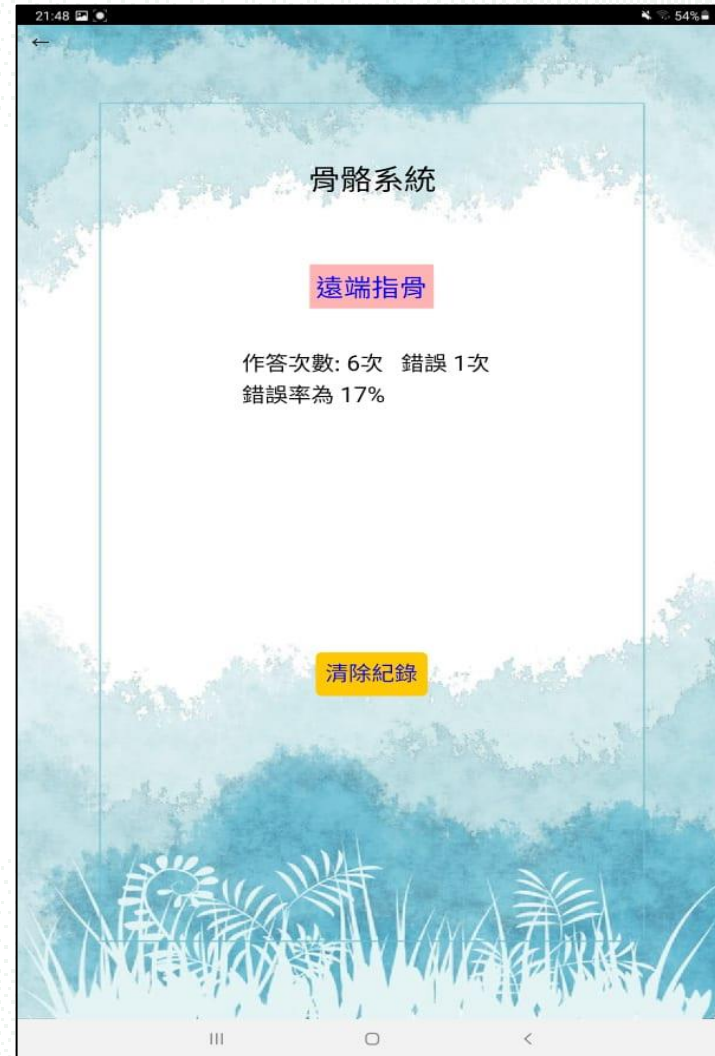 21:48 54%
←
骨骼系統
遠端指骨
作答次數: 6次 錯誤 1次
錯誤率為 17%
清除紀錄